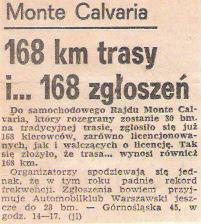 Monte Calvaria
168 km trasy
i... 168 zgłoszeń
Do samochodowego Rajdu Monte Cal-
varia, który rozegrany zostanie 30 bm.
na tradycyjnej trasie, zgłosiło się już
168 kierowców, zarówno licencjonowa-
nych, jak i walczących o licencję. Tak
się złożyło, że trasa... wynosi również
168 km.
Organizatorzy spodziewają się jed-
nak, że w tym roku padnie rekord
frekwencji. Zgłoszenia bowiem przyj-
muje Automobilklub Warszawski jesz-
cze do 23 bm. — Górnośląska 45, w
godz. 14—17. (jl)